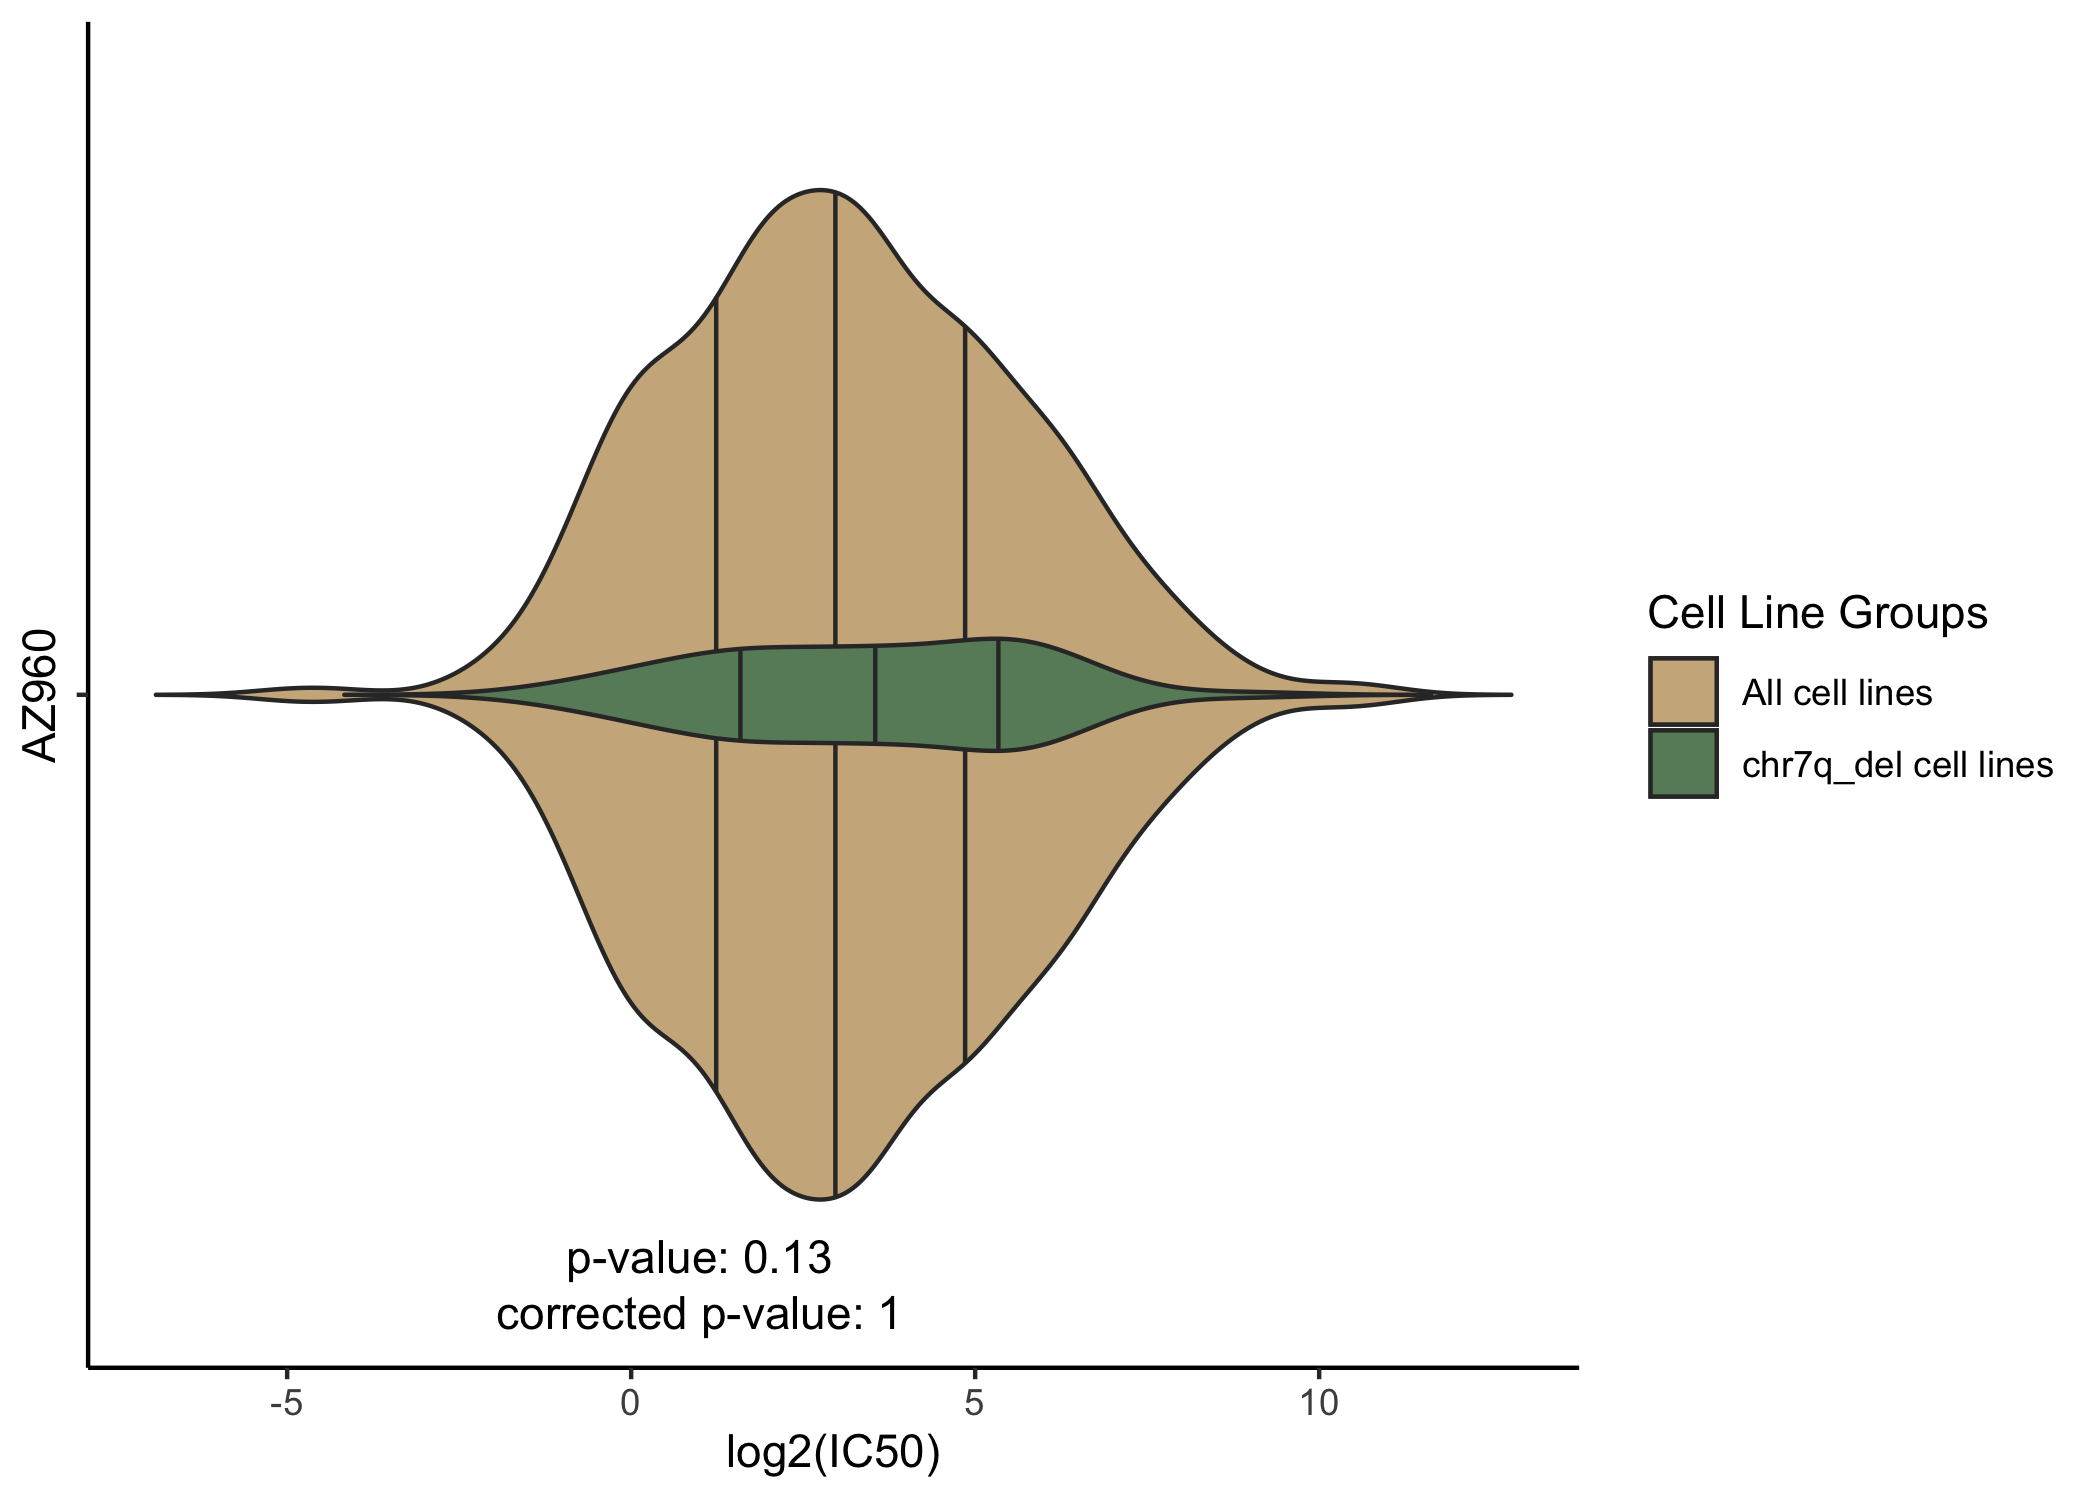 AZ960
p-value: 0.13
corrected p-value: 1
-5
0
5
10
log2(IC50)
Cell Line Groups
All cell lines
chr7q_del cell lines